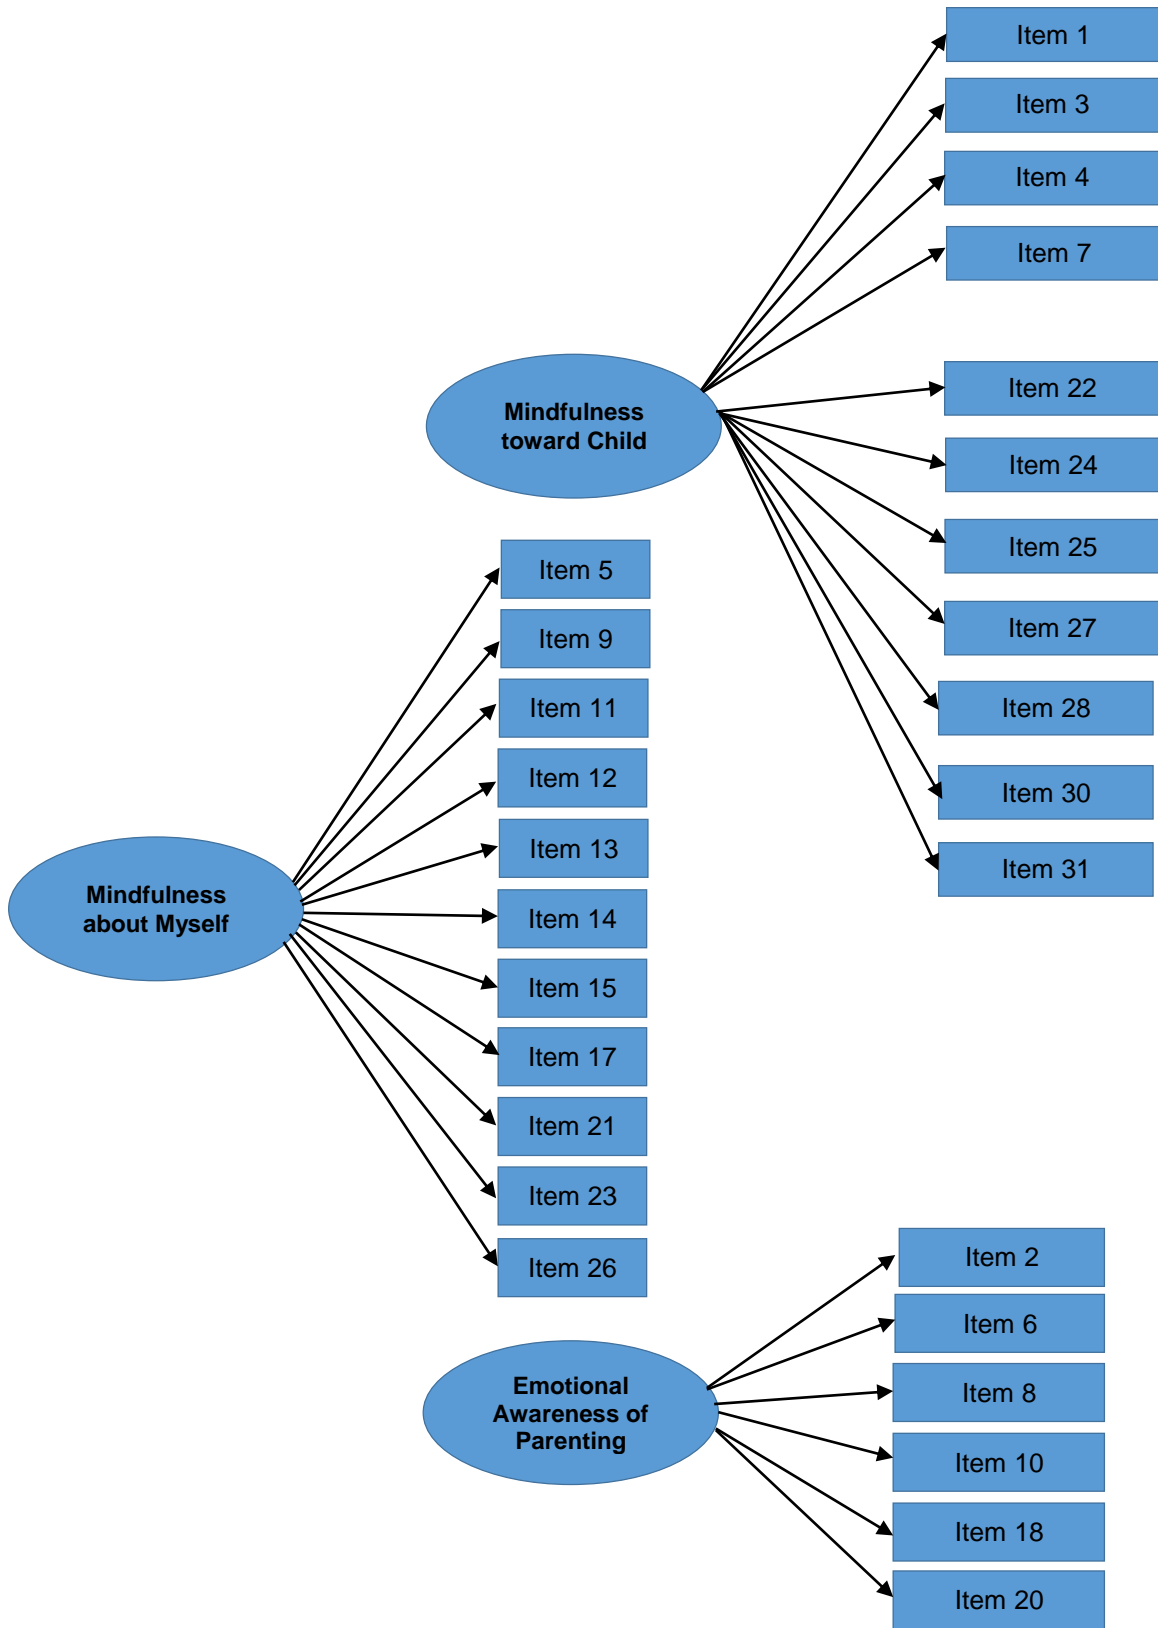 Item 1
Item 3
Item 4
Item 7
Mindfulness
toward Child
Item 22
Item 24
Item 25
Item 27
Item 28
Item 30
Item 31
Item 5
Item 9
Item 11
Item 12
Item 13
Mindfulness
about Myself
Item 14
Item 15
Item 17
Item 21
Item 23
Item 26
Item 2
Item 6
Emotional
Awareness of
Parenting
Item 8
Item 10
Item 18
Item 20